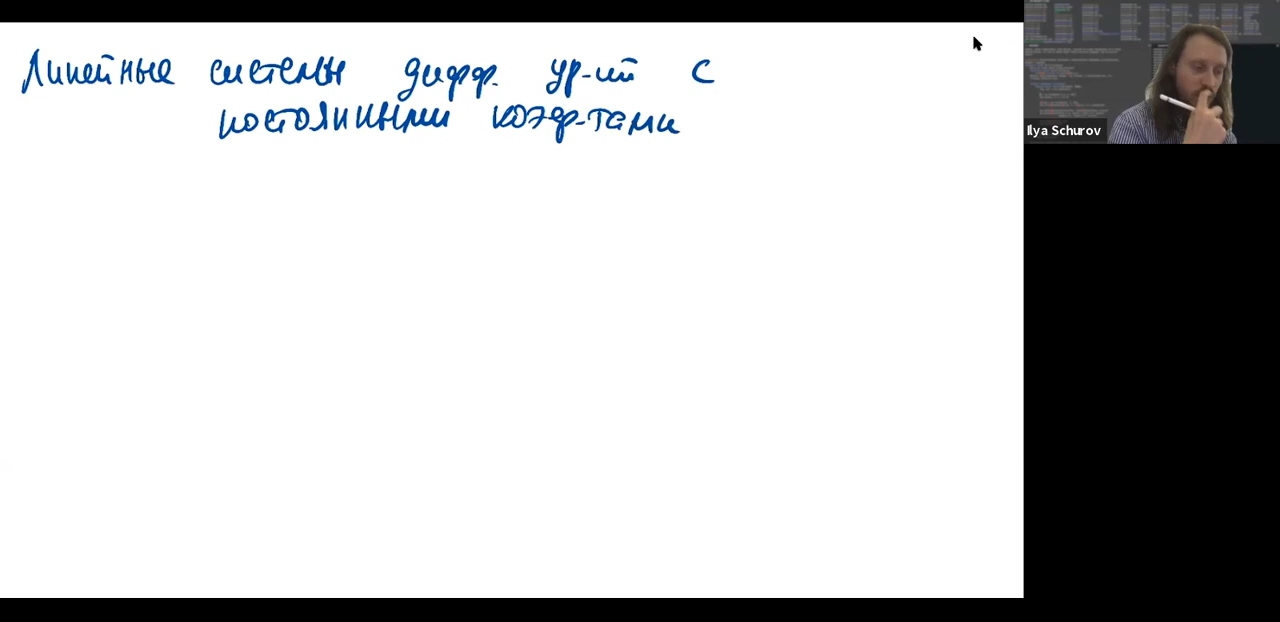 Линейные системы дифф. ур-ий с
постоянными коэф-тами
Ilya Schurov